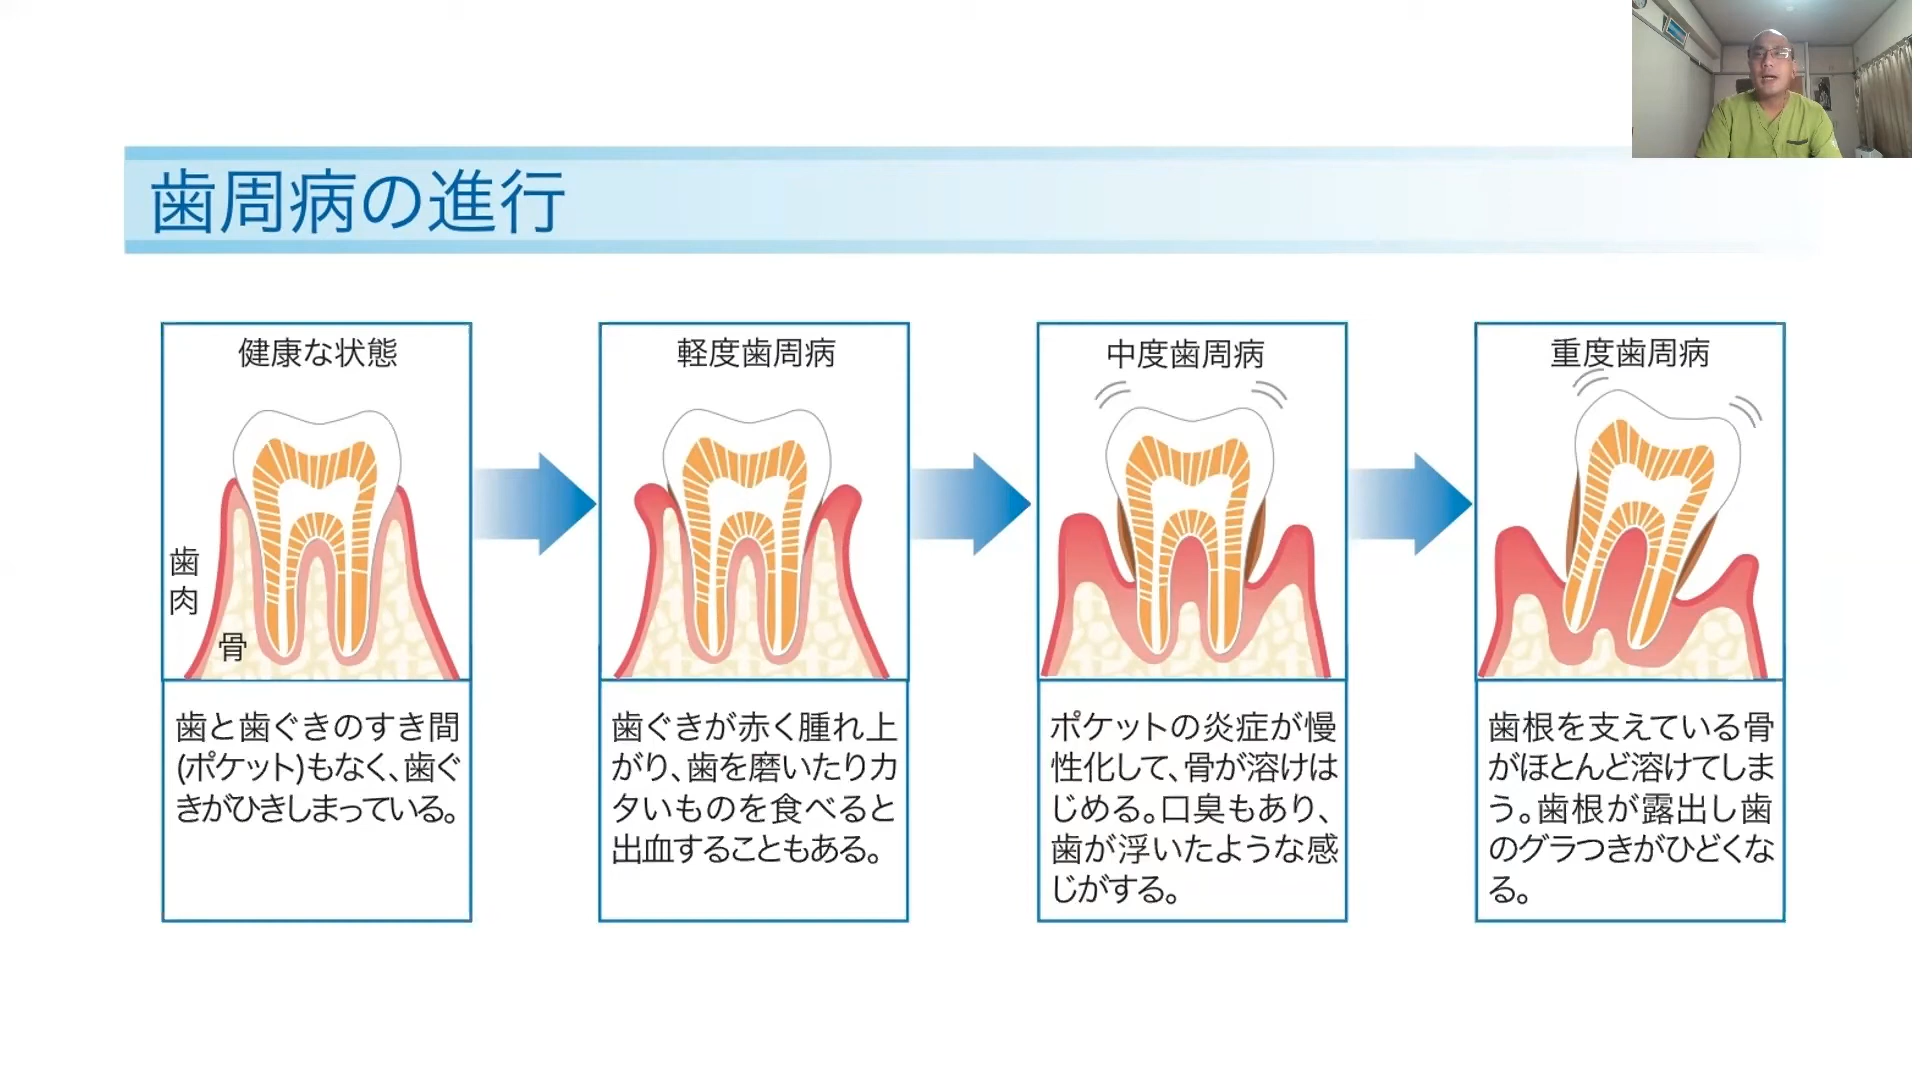 歯周病の進行
健康な状態
歯
肉
骨
歯と歯ぐきのすき間
(ポケット)もなく、歯ぐ
きがひきしまっている。
軽度歯周病
歯ぐきが赤く腫れ上
がり、歯を磨いたりカ
タいものを食べると
出血することもある。
中度歯周病
ポケットの炎症が慢
性化して、骨が溶けは
じめる。口臭もあり、
歯が浮いたような感
じがする。
重度歯周病
歯根を支えている骨
がほとんど溶けてしま
う。歯根が露出し歯
のグラつきがひどくな
る。